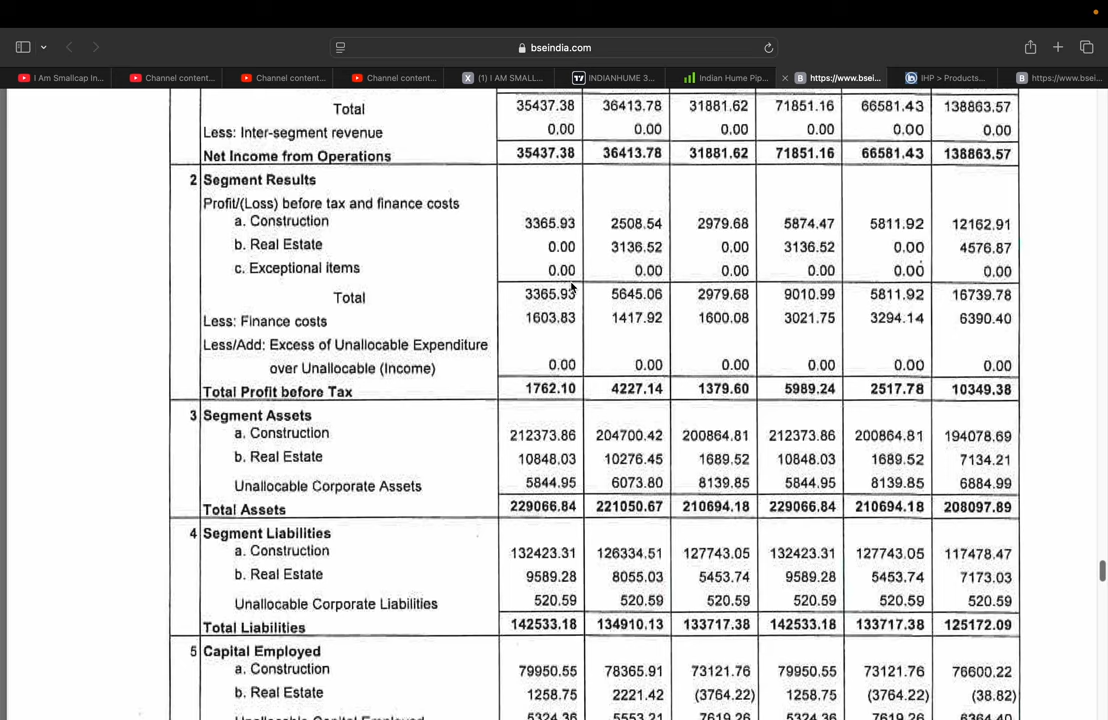 bseindia.com
I Am Smallcap In...
Channel content...
Channel content...
Channel content...
(1) I AM SMALL...
INDIANHUME 3...
Indian Hume Pip...
https://www.bsei...
IHP > Products...
https://www.bsei...
Total 35437.38 36413.78 31881.62 71851.16 66581.43 138863.57
Less: Inter-segment revenue 0.00 0.00 0.00 0.00 0.00 0.00
Net Income from Operations 35437.38 36413.78 31881.62 71851.16 66581.43 138863.57
2 Segment Results
Profit/(Loss) before tax and finance costs
a. Construction 3365.93 2508.54 2979.68 5874.47 5811.92 12162.91
b. Real Estate 0.00 3136.52 0.00 3136.52 0.00 4576.87
c. Exceptional items 0.00 0.00 0.00 0.00 0.00 0.00
Total 3365.93 5645.06 2979.68 9010.99 5811.92 16739.78
Less: Finance costs 1603.83 1417.92 1600.08 3021.75 3294.14 6390.40
Less/Add: Excess of Unallocable Expenditure
over Unallocable (Income) 0.00 0.00 0.00 0.00 0.00 0.00
Total Profit before Tax 1762.10 4227.14 1379.60 5989.24 2517.78 10349.38
3 Segment Assets
a. Construction 212373.86 204700.42 200864.81 212373.86 200864.81 194078.69
b. Real Estate 10848.03 10276.45 1689.52 10848.03 1689.52 7134.21
Unallocable Corporate Assets 5844.95 6073.80 8139.85 5844.95 8139.85 6884.99
Total Assets 229066.84 221050.67 210694.18 229066.84 210694.18 208097.89
4 Segment Liabilities
a. Construction 132423.31 126334.51 127743.05 132423.31 127743.05 117478.47
b. Real Estate 9589.28 8055.03 5453.74 9589.28 5453.74 7173.03
Unallocable Corporate Liabilities 520.59 520.59 520.59 520.59 520.59 520.59
Total Liabilities 142533.18 134910.13 133717.38 142533.18 133717.38 125172.09
5 Capital Employed
a. Construction 79950.55 78365.91 73121.76 79950.55 73121.76 76600.22
b. Real Estate 1258.75 2221.42 (3764.22) 1258.75 (3764.22) (38.82)
Unallocable Capital Employed 5324.36 5553.21 7619.26 5324.36 7619.26 6364.40